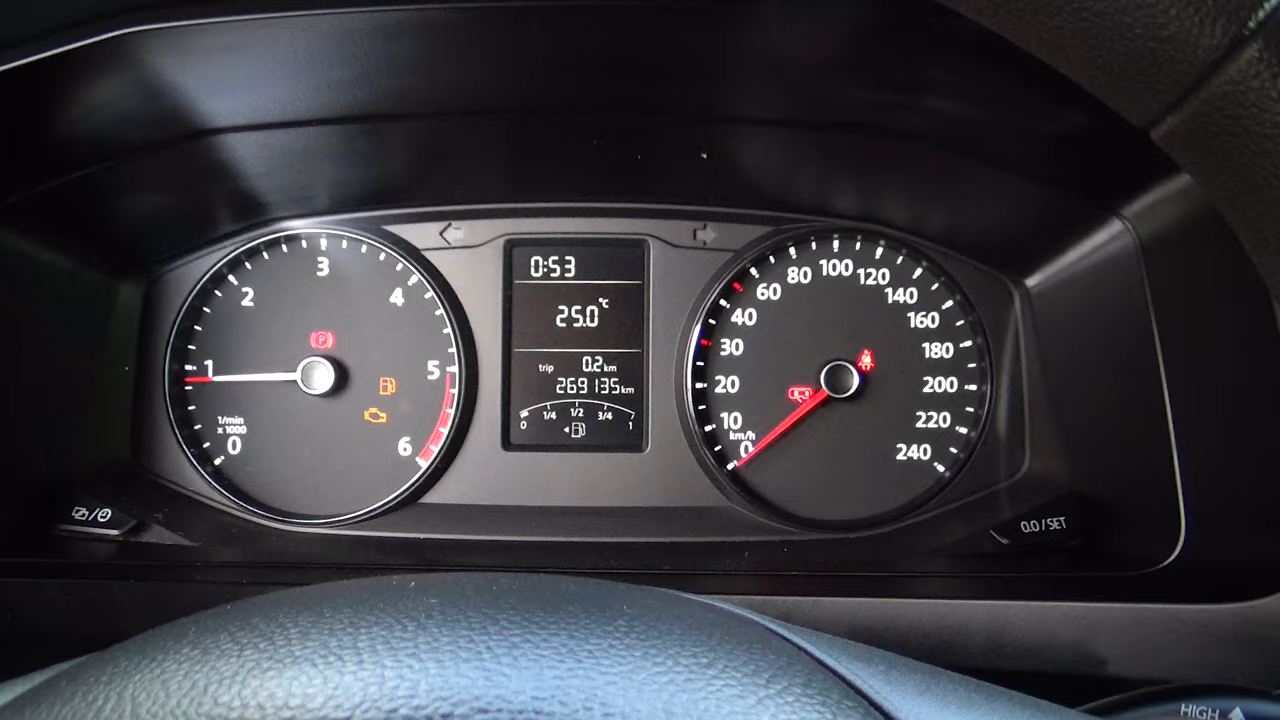 0:53
25.0°C
trip 0.2 km
269135 km
0 1/4 1/2 3/4 1
0 1 2 3 4 5 6
1/min
x 1000
P
0 10 20 30 40 60 80 100 120 140 160 180 200 220 240
km/h
0.0 / SET
HIGH